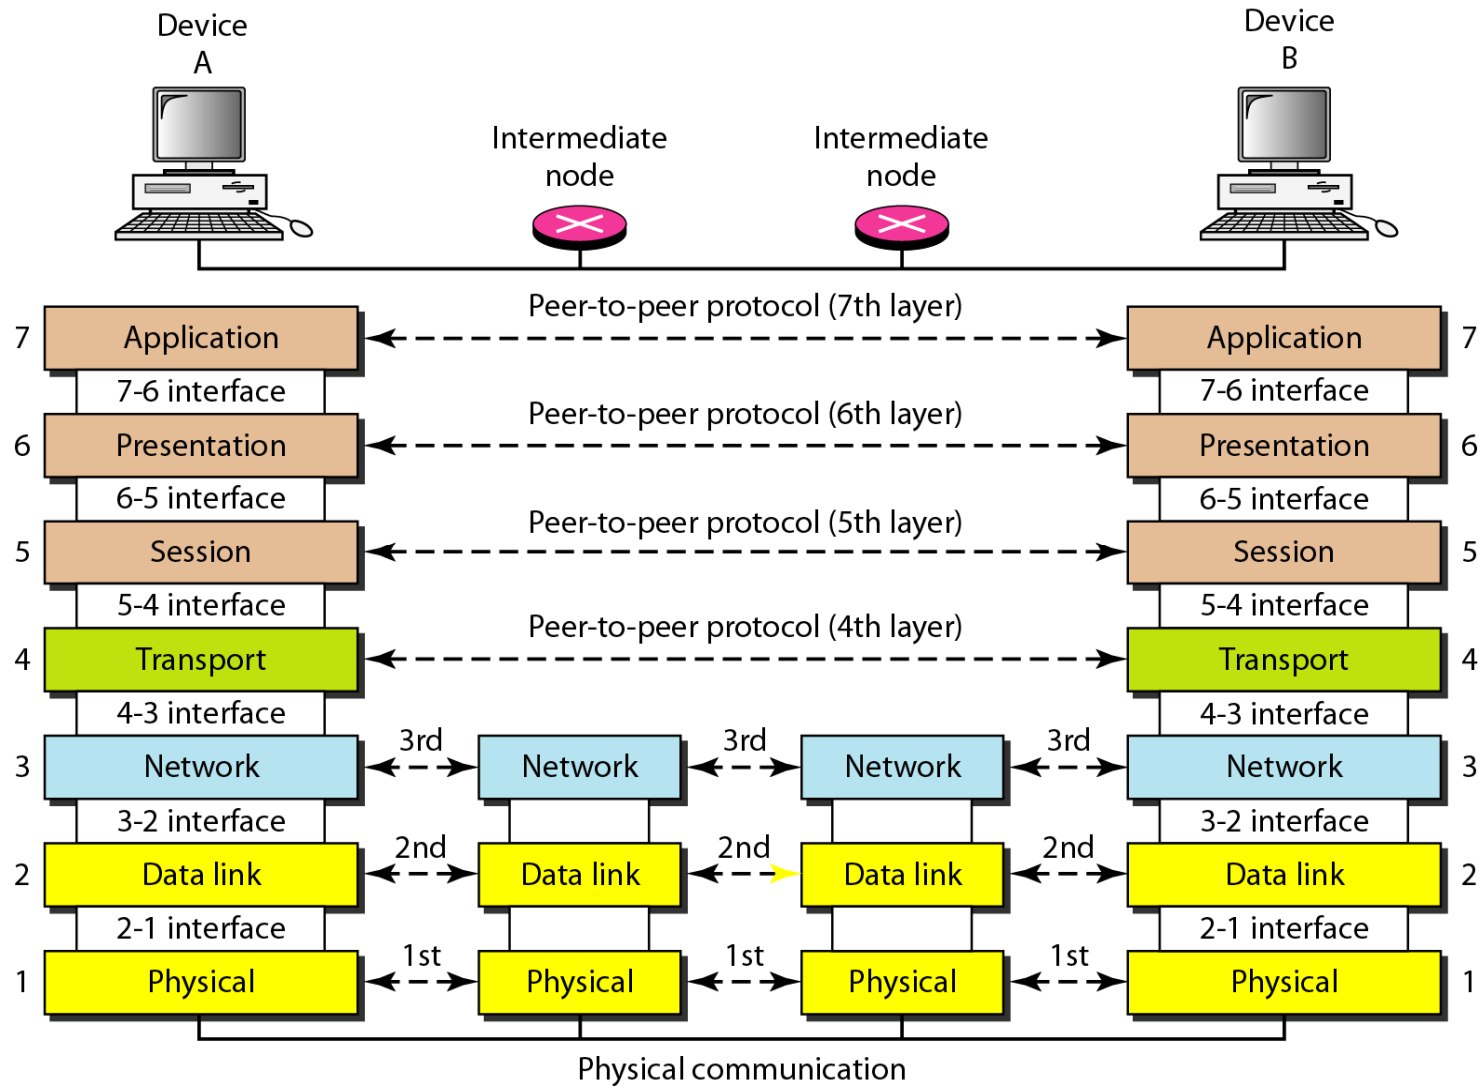 Device
A
Device
B
Intermediate
node
Intermediate
node
Peer-to-peer protocol (7th layer)
7 Application Application 7
7-6 interface 7-6 interface
Peer-to-peer protocol (6th layer)
6 Presentation Presentation 6
6-5 interface 6-5 interface
Peer-to-peer protocol (5th layer)
5 Session Session 5
5-4 interface 5-4 interface
Peer-to-peer protocol (4th layer)
4 Transport Transport 4
4-3 interface 4-3 interface
3rd 3rd 3rd
3 Network Network Network Network 3
3-2 interface 3-2 interface
2nd 2nd 2nd
2 Data link Data link Data link Data link 2
2-1 interface 2-1 interface
1st 1st 1st
1 Physical Physical Physical Physical 1
Physical communication